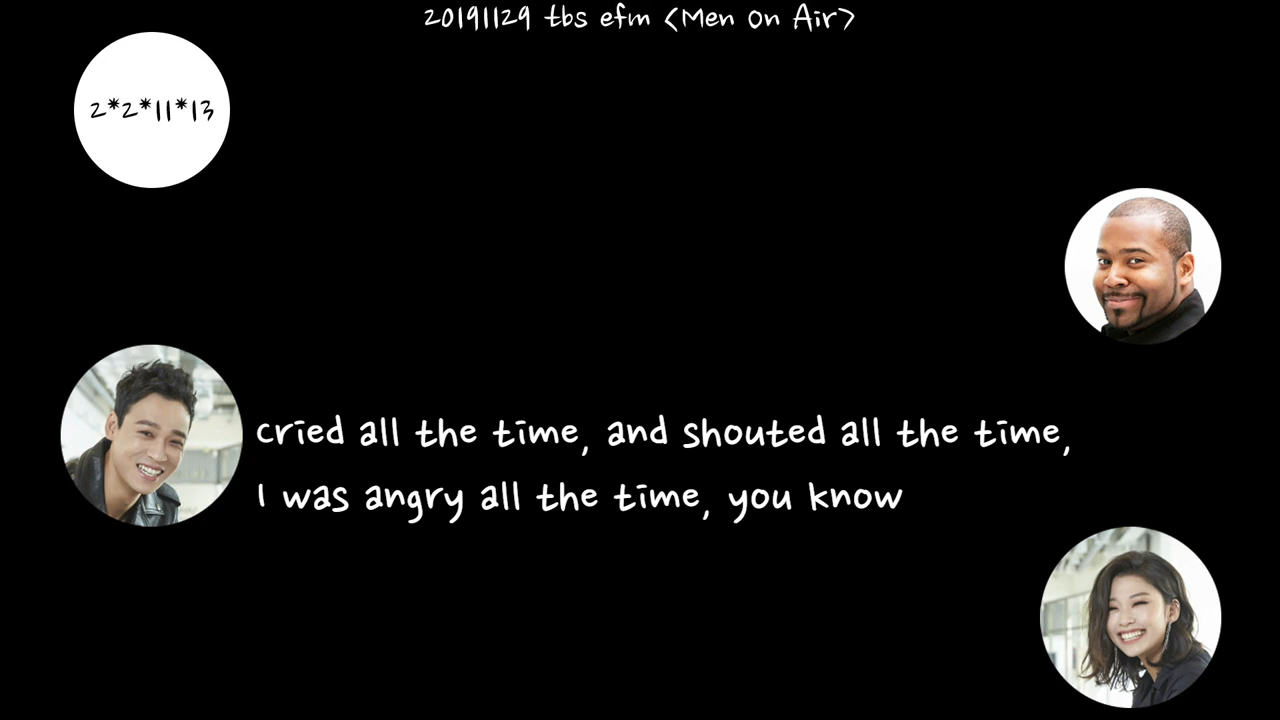 20191129 tbs efm <Men On Air>
2*2*11*13
cried all the time, and shouted all the time,
I was angry all the time, you know